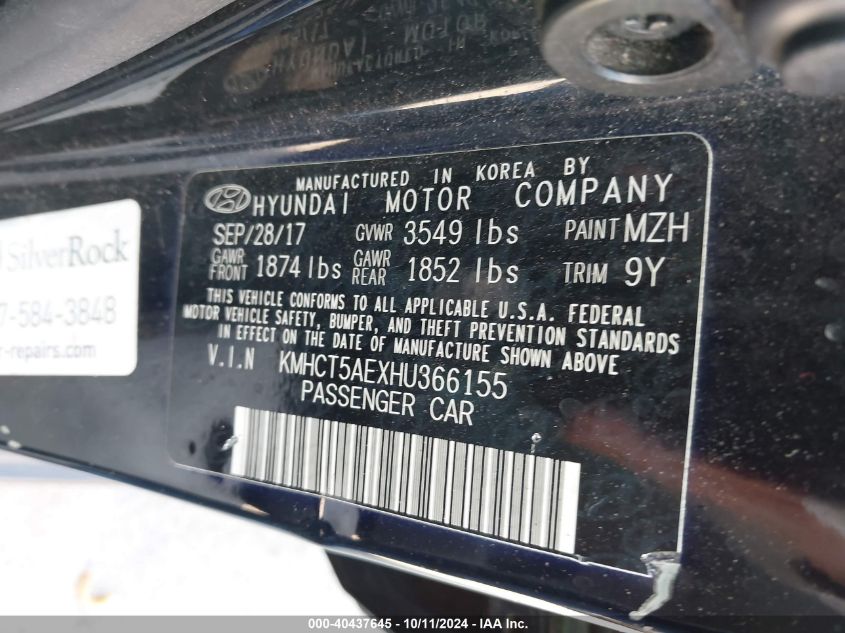 MANUFACTURED IN KOREA BY
HYUNDAI MOTOR COMPANY
SEP/28/17 GVWR 3549 lbs PAINT MZH
GAWR FRONT 1874 lbs GAWR REAR 1852 lbs TRIM 9Y
THIS VEHICLE CONFORMS TO ALL APPLICABLE U.S.A. FEDERAL
MOTOR VEHICLE SAFETY, BUMPER, AND THEFT PREVENTION STANDARDS
IN EFFECT ON THE DATE OF MANUFACTURE SHOWN ABOVE
V.I.N KMHCT5AEXHU366155
PASSENGER CAR
SilverRock
7-584-3848
r-repairs.com
000-40437645 - 10/11/2024 - IAA Inc.